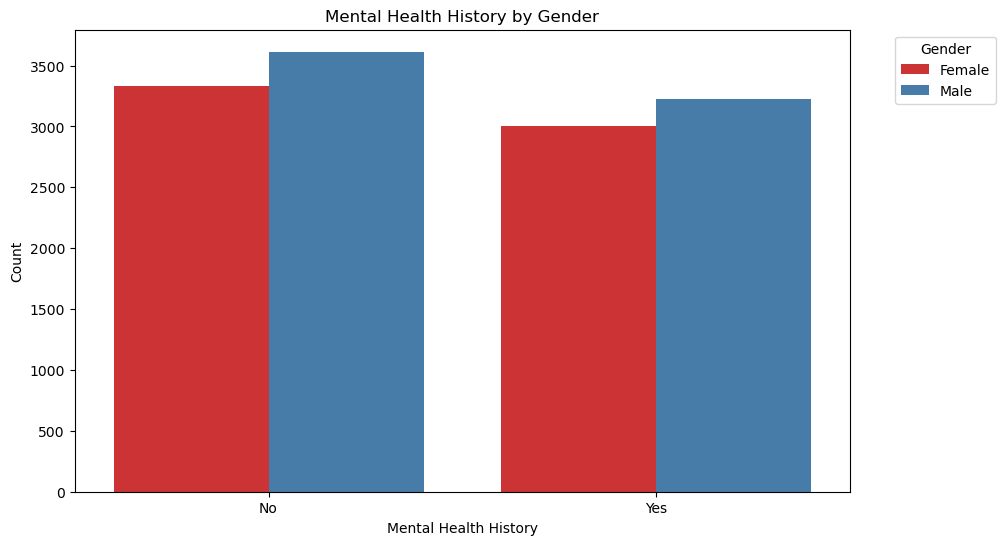 Mental Health History by Gender
Gender
Female
Male
3500
3000
2500
2000
1500
1000
500
0
Count
No
Yes
Mental Health History